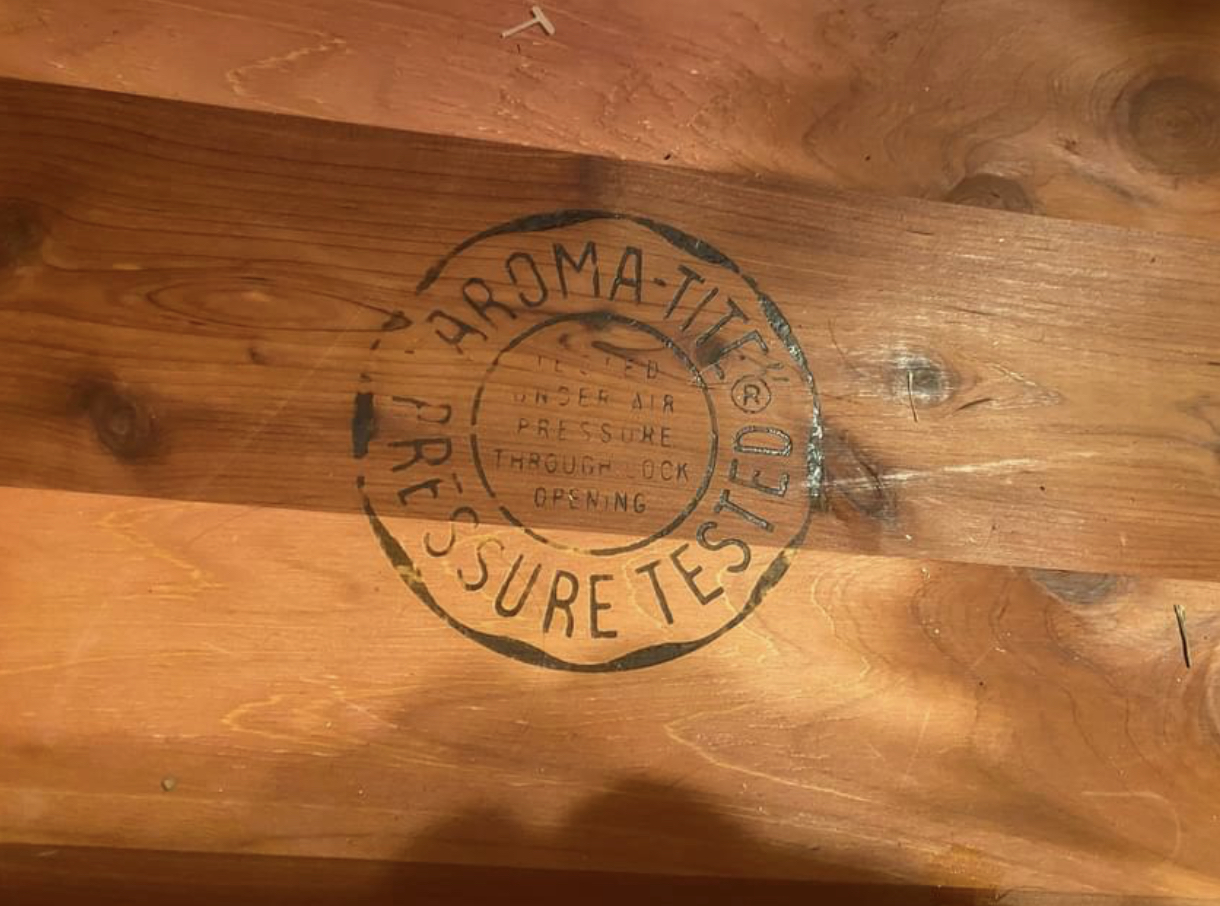 AROMA-TITE®
PRESSURE TESTED
TESTED
UNDER AIR
PRESSURE
THROUGH LOCK
OPENING